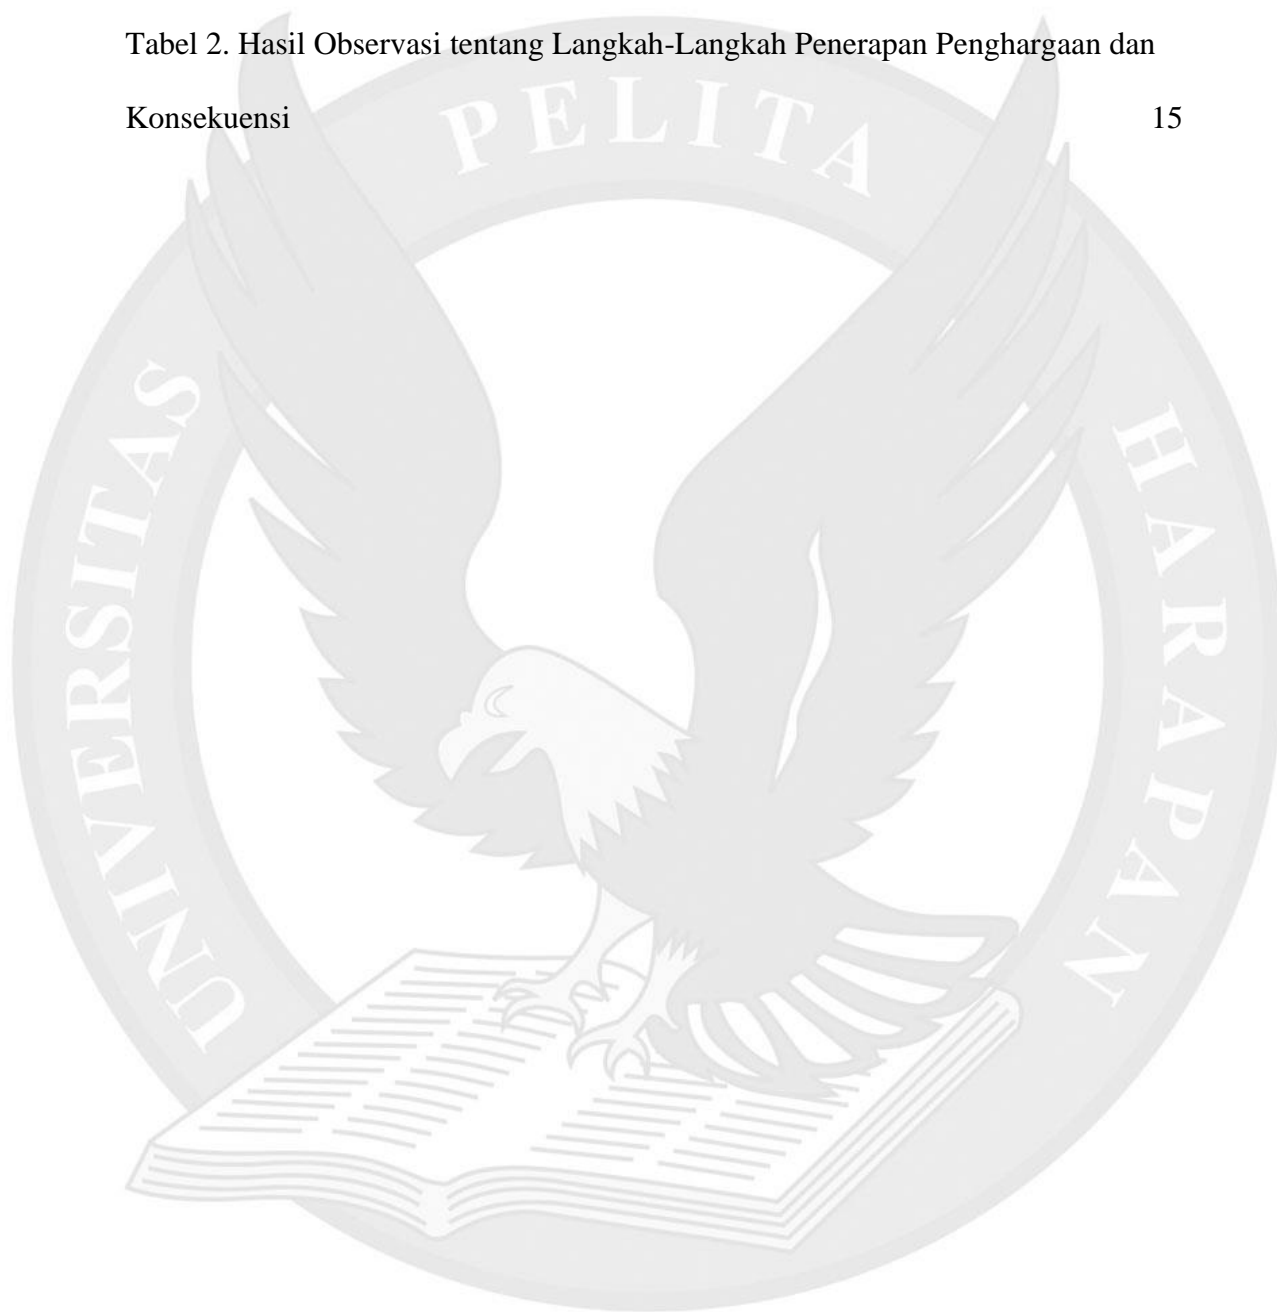 Tabel 2. Hasil Observasi tentang Langkah-Langkah Penerapan Penghargaan dan
Konsekuensi 15
UNIVERSITAS PELITA HARAPAN